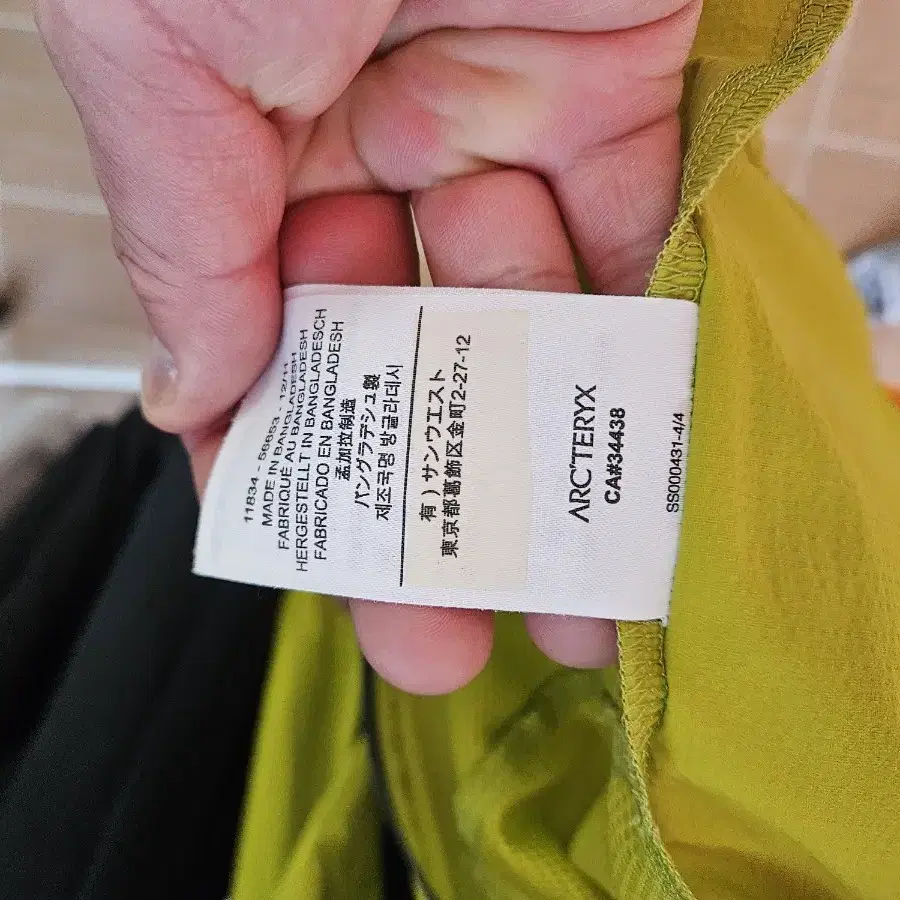 11834 - 56653 - 12/11
MADE IN BANGLADESH
FABRIQUÉ AU BANGLADESH
HERGESTELLT IN BANGLADESCH
FABRICADO EN BANGLADESH
孟加拉制造
バングラデシュ製
제조국명 방글라데시
有 ) サンウエスト
東京都葛飾区金町2-27-12
ARC'TERYX
CA#34438
SS000431-4/4